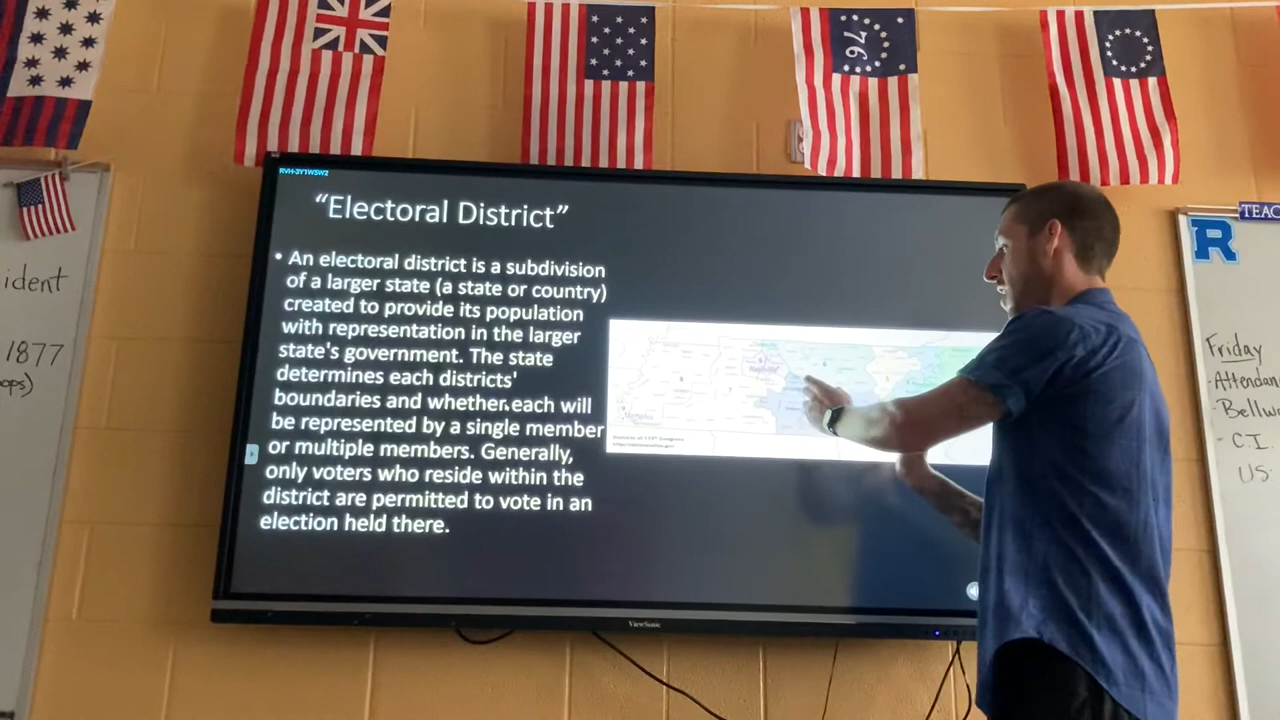 76
RVH-3Y1W5W2
“Electoral District”
• An electoral district is a subdivision
of a larger state (a state or country)
created to provide its population
with representation in the larger
state's government. The state
determines each districts'
boundaries and whether each will
be represented by a single member
or multiple members. Generally,
only voters who reside within the
district are permitted to vote in an
election held there.
Nashville
Memphis
ViewSonic
ident
1877
ops)
TEAC
R
Friday
- Attendan
- Bellw
- C.I.
US